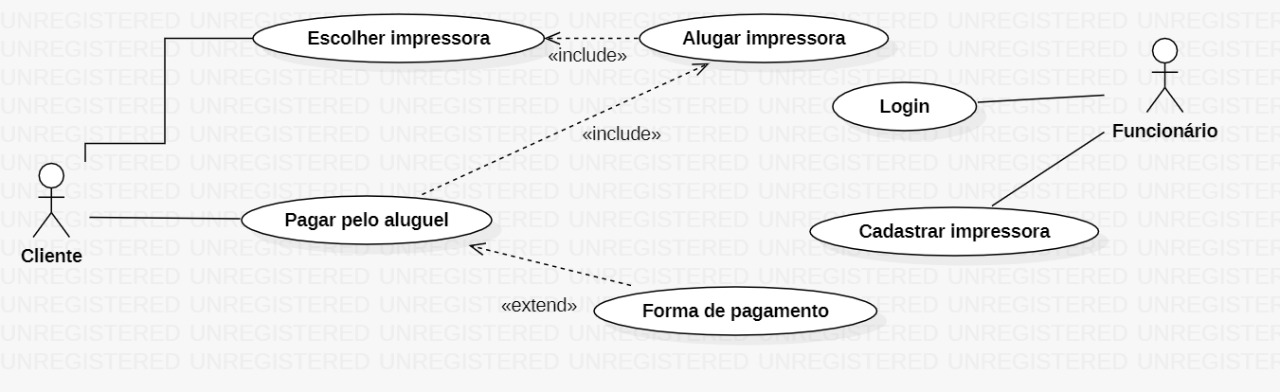 Escolher impressora
Alugar impressora
«include»
Login
«include»
Funcionário
Pagar pelo aluguel
Cadastrar impressora
Cliente
«extend»
Forma de pagamento
UNREGISTERED UNREGISTERED UNREGISTERED UNREGISTERED UNREGISTERED UNREGISTERED UNREGISTERED